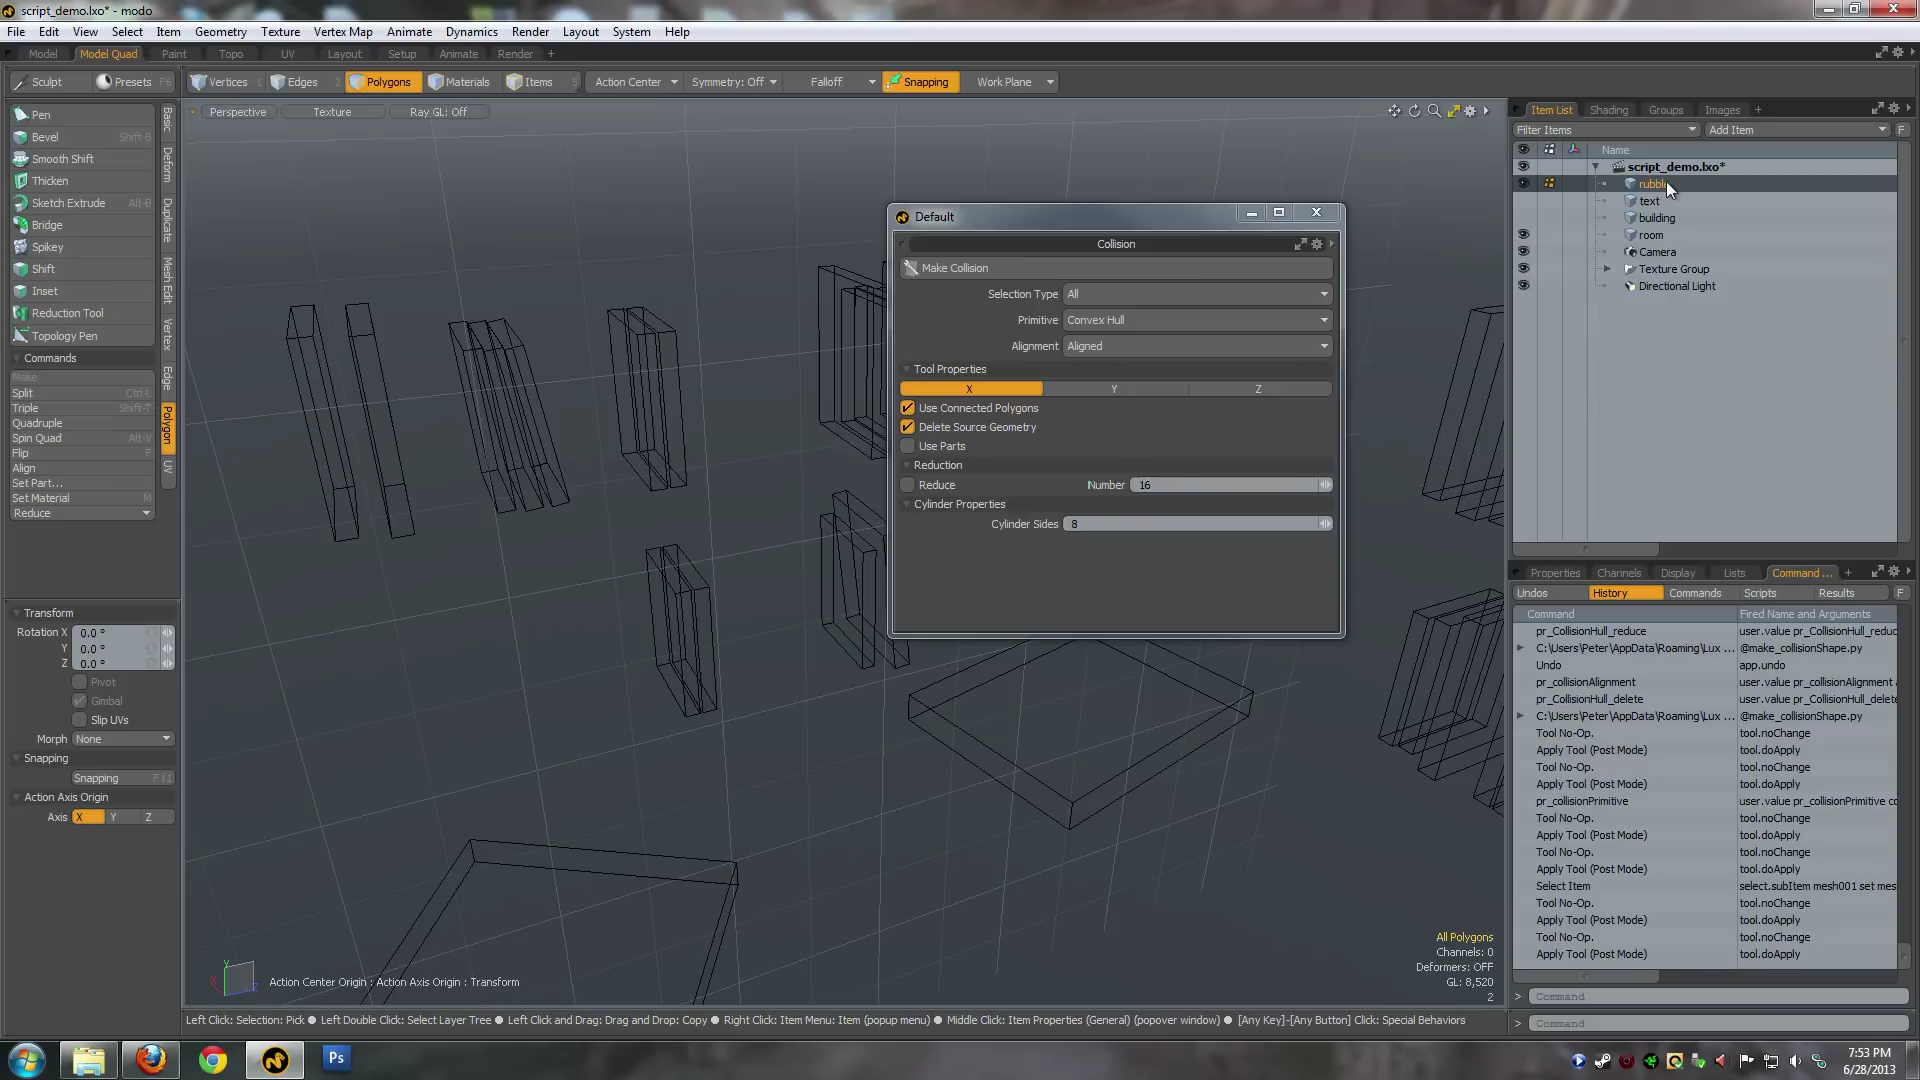 script_demo.lxo* - modo
File Edit View Select Item Geometry Texture Vertex Map Animate Dynamics Render Layout System Help
Model Model Quad Paint Topo UV Layout Setup Animate Render +
Sculpt Presets F6 Vertices 1 Edges 2 Polygons Materials Items 5 Action Center Symmetry: Off Falloff Snapping Work Plane
Perspective Texture Ray GL: Off
Pen
Bevel Shift-B
Smooth Shift
Thicken
Sketch Extrude Alt-B
Bridge
Spikey
Shift
Inset
Reduction Tool
Topology Pen
Commands
Make
Split Ctrl-L
Triple Shift-T
Quadruple
Spin Quad Alt-V
Flip F
Align
Set Part...
Set Material M
Reduce
Basic
Deform
Duplicate
Mesh Edit
Vertex
Edge
Polygon
UV
Transform
Rotation X 0.0 °
Y 0.0 °
Z 0.0 °
Pivot
Gimbal
Slip UVs
Morph None
Snapping
Snapping F11
Action Axis Origin
Axis X Y Z
Default
Collision
Make Collision
Selection Type All
Primitive Convex Hull
Alignment Aligned
Tool Properties
X Y Z
Use Connected Polygons
Delete Source Geometry
Use Parts
Reduction
Reduce Number 16
Cylinder Properties
Cylinder Sides 8
All Polygons
Channels: 0
Deformers: OFF
GL: 8,520
2
Action Center Origin : Action Axis Origin : Transform
Left Click: Selection: Pick ● Left Double Click: Select Layer Tree ● Left Click and Drag: Drag and Drop: Copy ● Right Click: Item Menu: Item (popup menu) ● Middle Click: Item Properties (General) (popover window) ● [Any Key]-[Any Button] Click: Special Behaviors
Item List Shading Groups Images +
Filter Items Add Item F
Name
script_demo.lxo*
rubble
text
building
room
Camera
Texture Group
Directional Light
Properties Channels Display Lists Command ... +
Undos History Commands Scripts Results F
Command Fired Name and Arguments
pr_CollisionHull_reduce user.value pr_CollisionHull_reduc
C:\Users\Peter\AppData\Roaming\Lux ... @make_collisionShape.py
Undo app.undo
pr_collisionAlignment user.value pr_collisionAlignment a
pr_CollisionHull_delete user.value pr_CollisionHull_delete
C:\Users\Peter\AppData\Roaming\Lux ... @make_collisionShape.py
Tool No-Op. tool.noChange
Apply Tool (Post Mode) tool.doApply
Tool No-Op. tool.noChange
Apply Tool (Post Mode) tool.doApply
pr_collisionPrimitive user.value pr_collisionPrimitive co
Tool No-Op. tool.noChange
Apply Tool (Post Mode) tool.doApply
Tool No-Op. tool.noChange
Apply Tool (Post Mode) tool.doApply
Select Item select.subItem mesh001 set mes
Tool No-Op. tool.noChange
Apply Tool (Post Mode) tool.doApply
Tool No-Op. tool.noChange
Apply Tool (Post Mode) tool.doApply
> Command
> Command
Ps
7:53 PM
6/28/2013